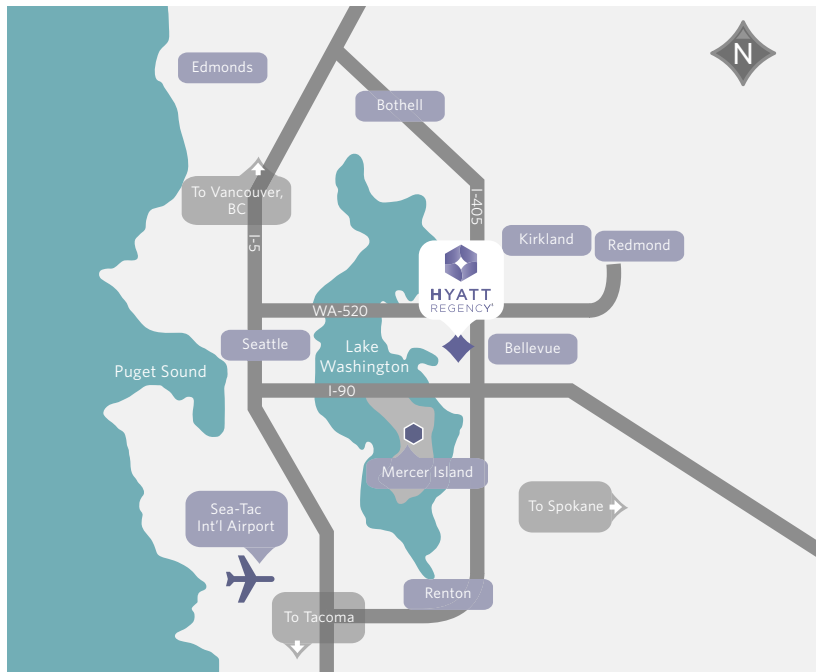 N
Edmonds
Bothell
To Vancouver,
BC
I-405
I-5
Kirkland
Redmond
HYATT
REGENCY
WA-520
Seattle
Lake
Washington
Bellevue
Puget Sound
I-90
Mercer Island
Sea-Tac
Int'l Airport
To Spokane
Renton
To Tacoma